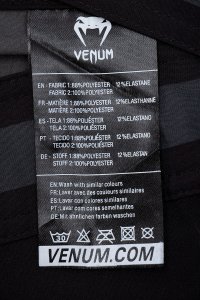 VENUM
EN - FABRIC 1:88%POLYESTER 12%ELASTANE
FABRIC 2:100%POLYESTER
FR - MATIÈRE 1:88%POLYESTER 12%ELASTHANNE
MATIÈRE 2:100%POLYESTER
ES - TELA 1:88%POLIÉSTER 12%ELASTANO
TELA 2:100%POLIÉSTER
PT - TECIDO 1:88%POLIÉSTER 12%ELASTANO
TECIDO 2:100%POLIÉSTER
DE - STOFF 1:88%POLYESTER 12%ELASTAN
STOFF 2:100%POLYESTER
EN: Wash with similar colours
FR: Laver avec des couleurs similaires
ES: Lavar con colores similares
PT: Lavar com cores semelhantes
DE: Mit ähnlichen farben waschen
30
VENUM.COM